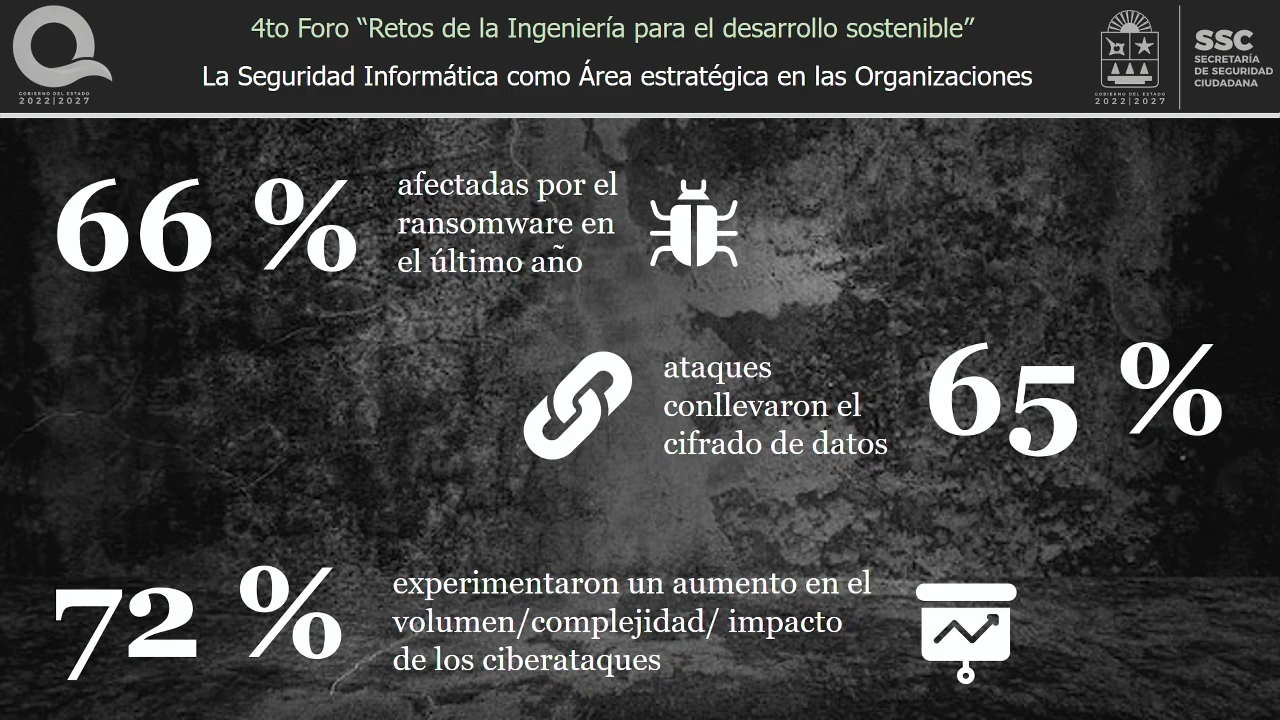 4to Foro “Retos de la Ingeniería para el desarrollo sostenible”
La Seguridad Informática como Área estratégica en las Organizaciones
GOBIERNO DEL ESTADO
2022|2027
GOBIERNO DEL ESTADO
2022|2027
SSC
SECRETARÍA
DE SEGURIDAD
CIUDADANA
66 %
afectadas por el
ransomware en
el último año
ataques
conllevaron el
cifrado de datos
65 %
72 %
experimentaron un aumento en el
volumen/complejidad/ impacto
de los ciberataques